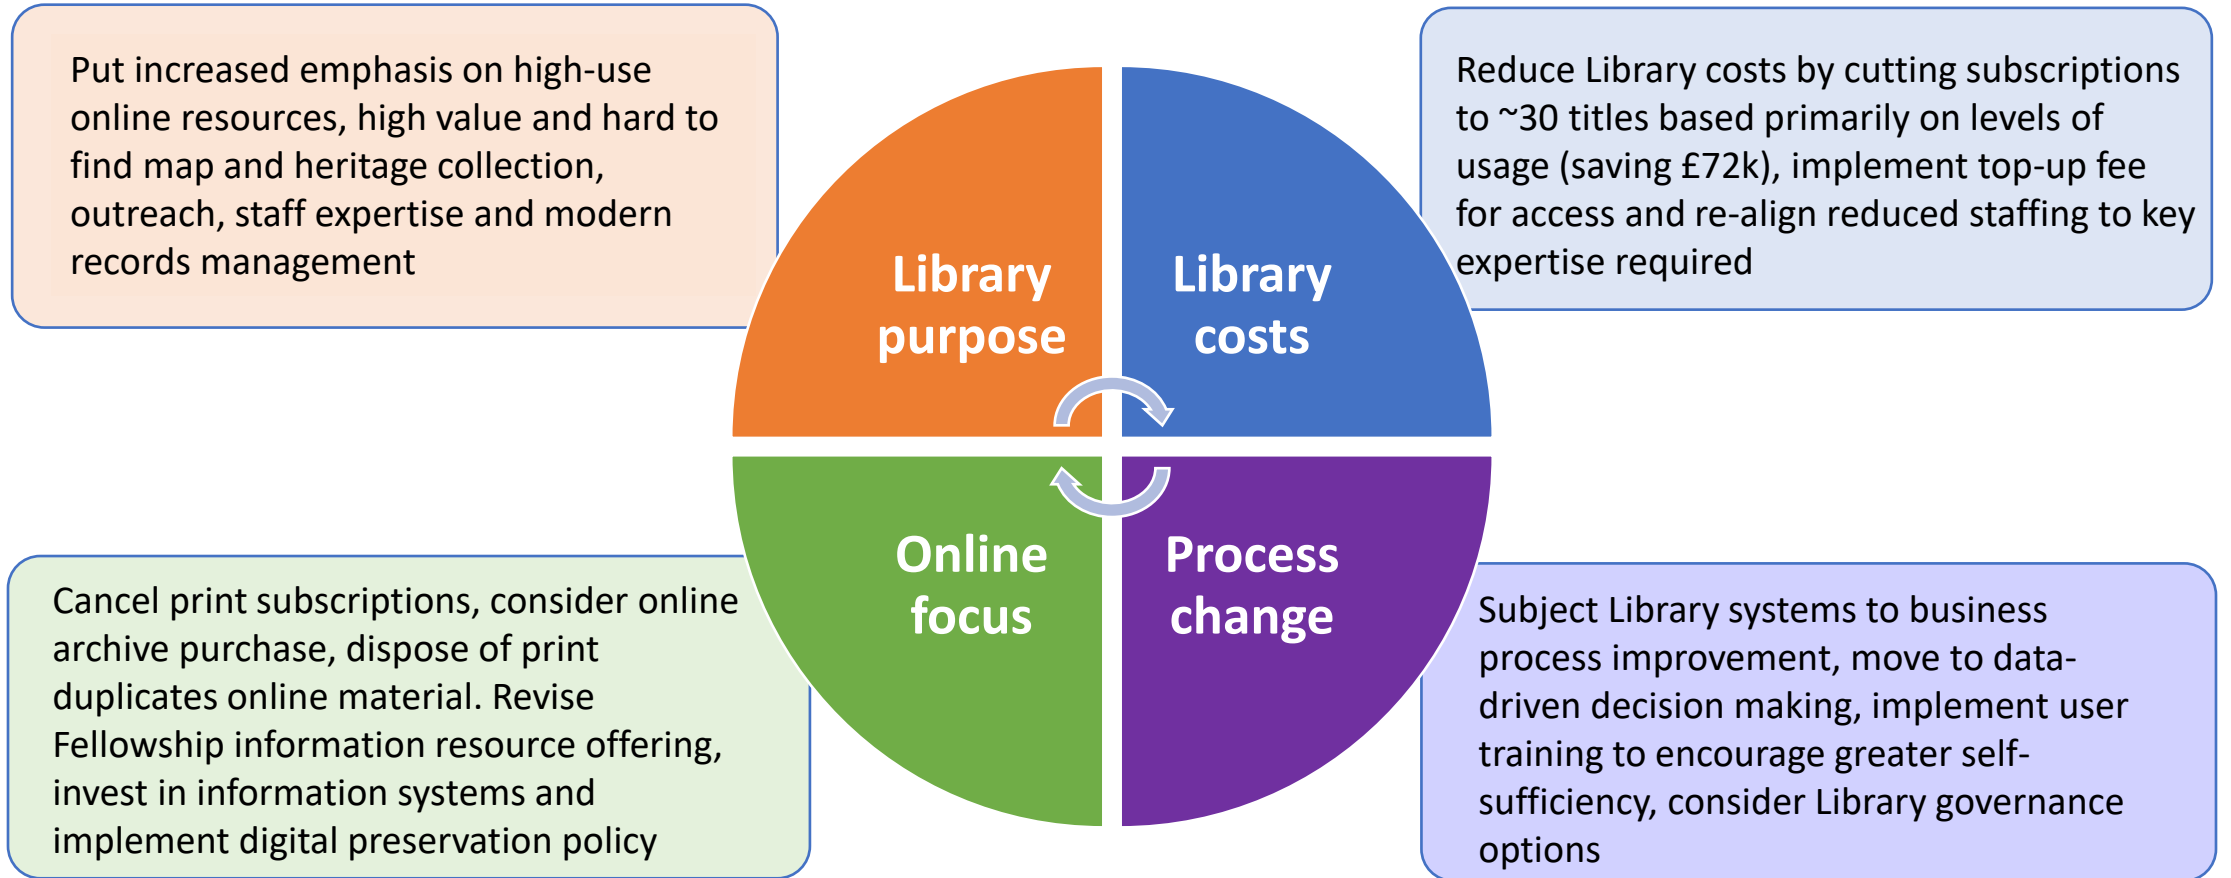 Put increased emphasis on high-use
online resources, high value and hard to
find map and heritage collection,
outreach, staff expertise and modern
records management
Library
purpose
Library
costs
Reduce Library costs by cutting subscriptions
to ~30 titles based primarily on levels of
usage (saving £72k), implement top-up fee
for access and re-align reduced staffing to key
expertise required
Cancel print subscriptions, consider online
archive purchase, dispose of print
duplicates online material. Revise
Fellowship information resource offering,
invest in information systems and
implement digital preservation policy
Online
focus
Process
change
Subject Library systems to business
process improvement, move to data-
driven decision making, implement user
training to encourage greater self-
sufficiency, consider Library governance
options